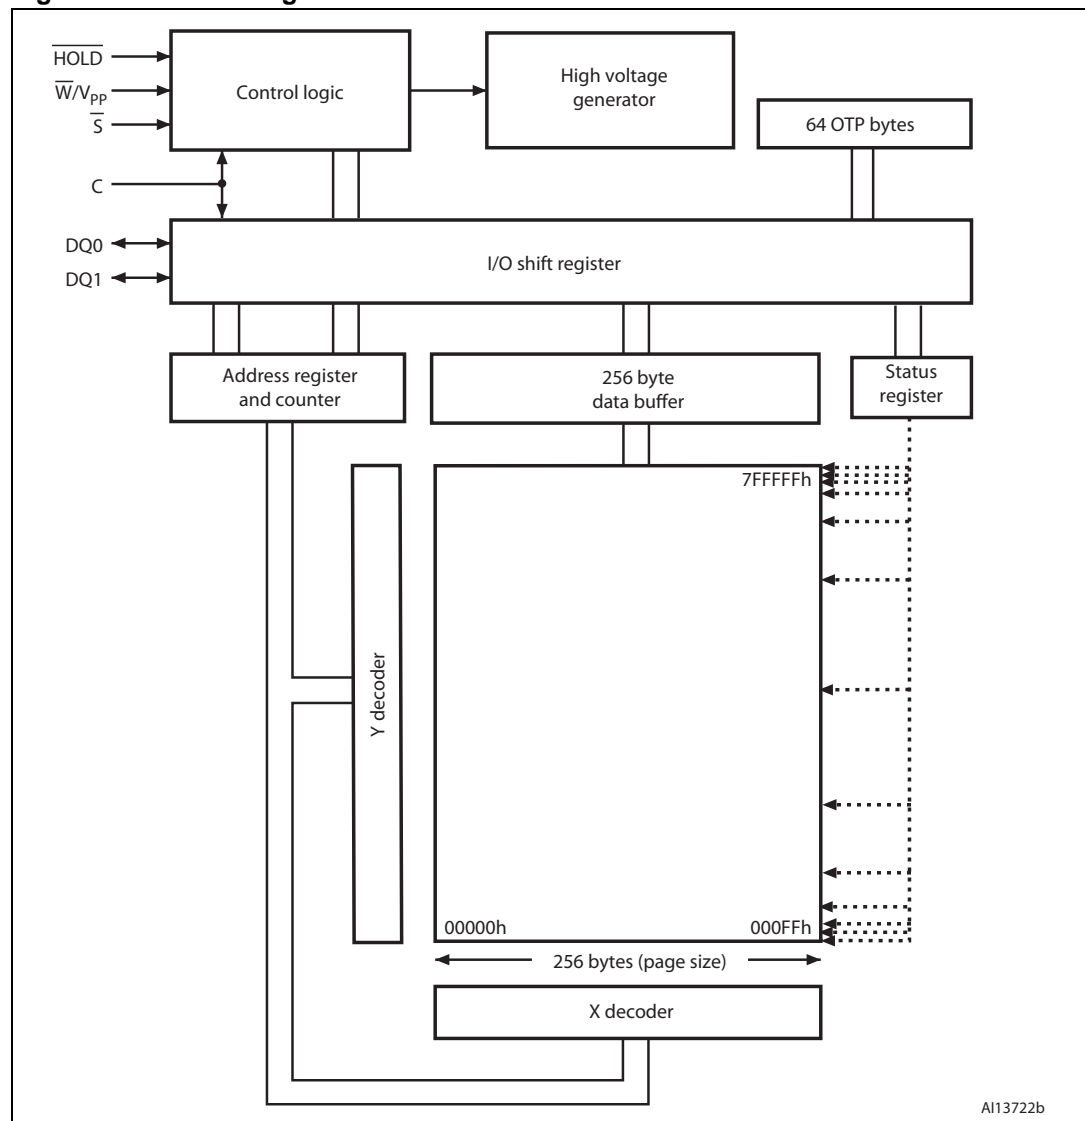 HOLD
W/VPP
S
C
DQ0
DQ1
Control logic
High voltage
generator
64 OTP bytes
I/O shift register
Address register
and counter
256 byte
data buffer
Status
register
7FFFFFh
Y decoder
00000h
000FFh
256 bytes (page size)
X decoder
AI13722b